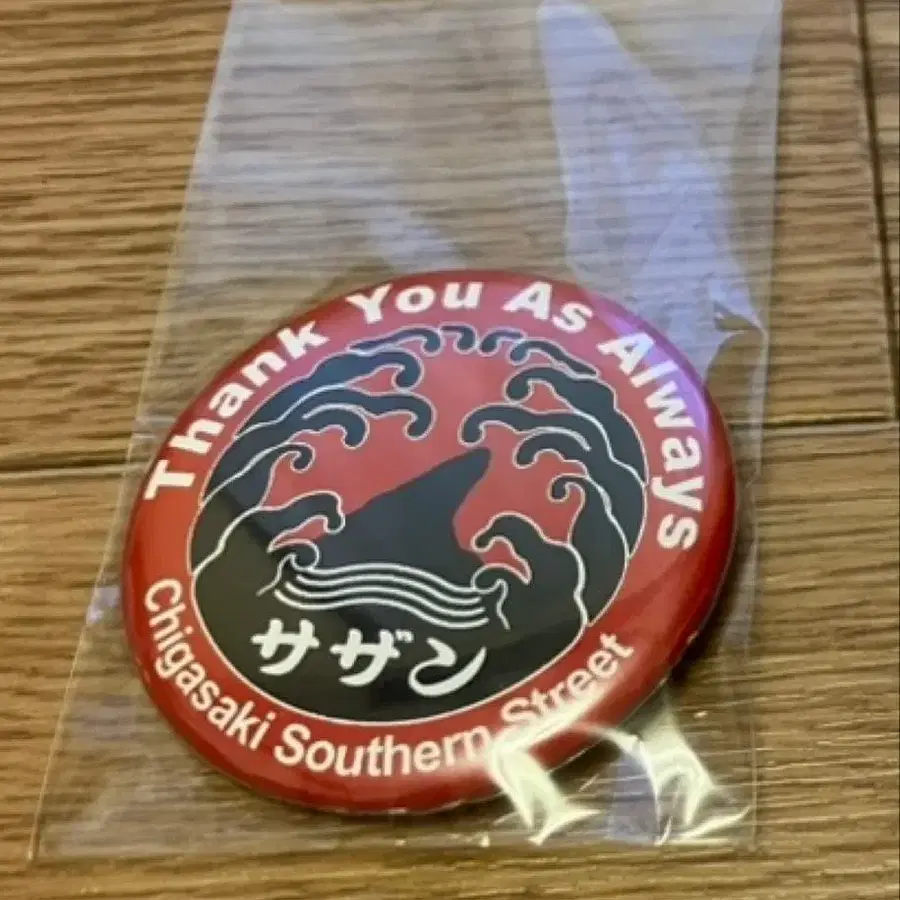 Thank You As Always
サザン
Chigasaki Southern Street